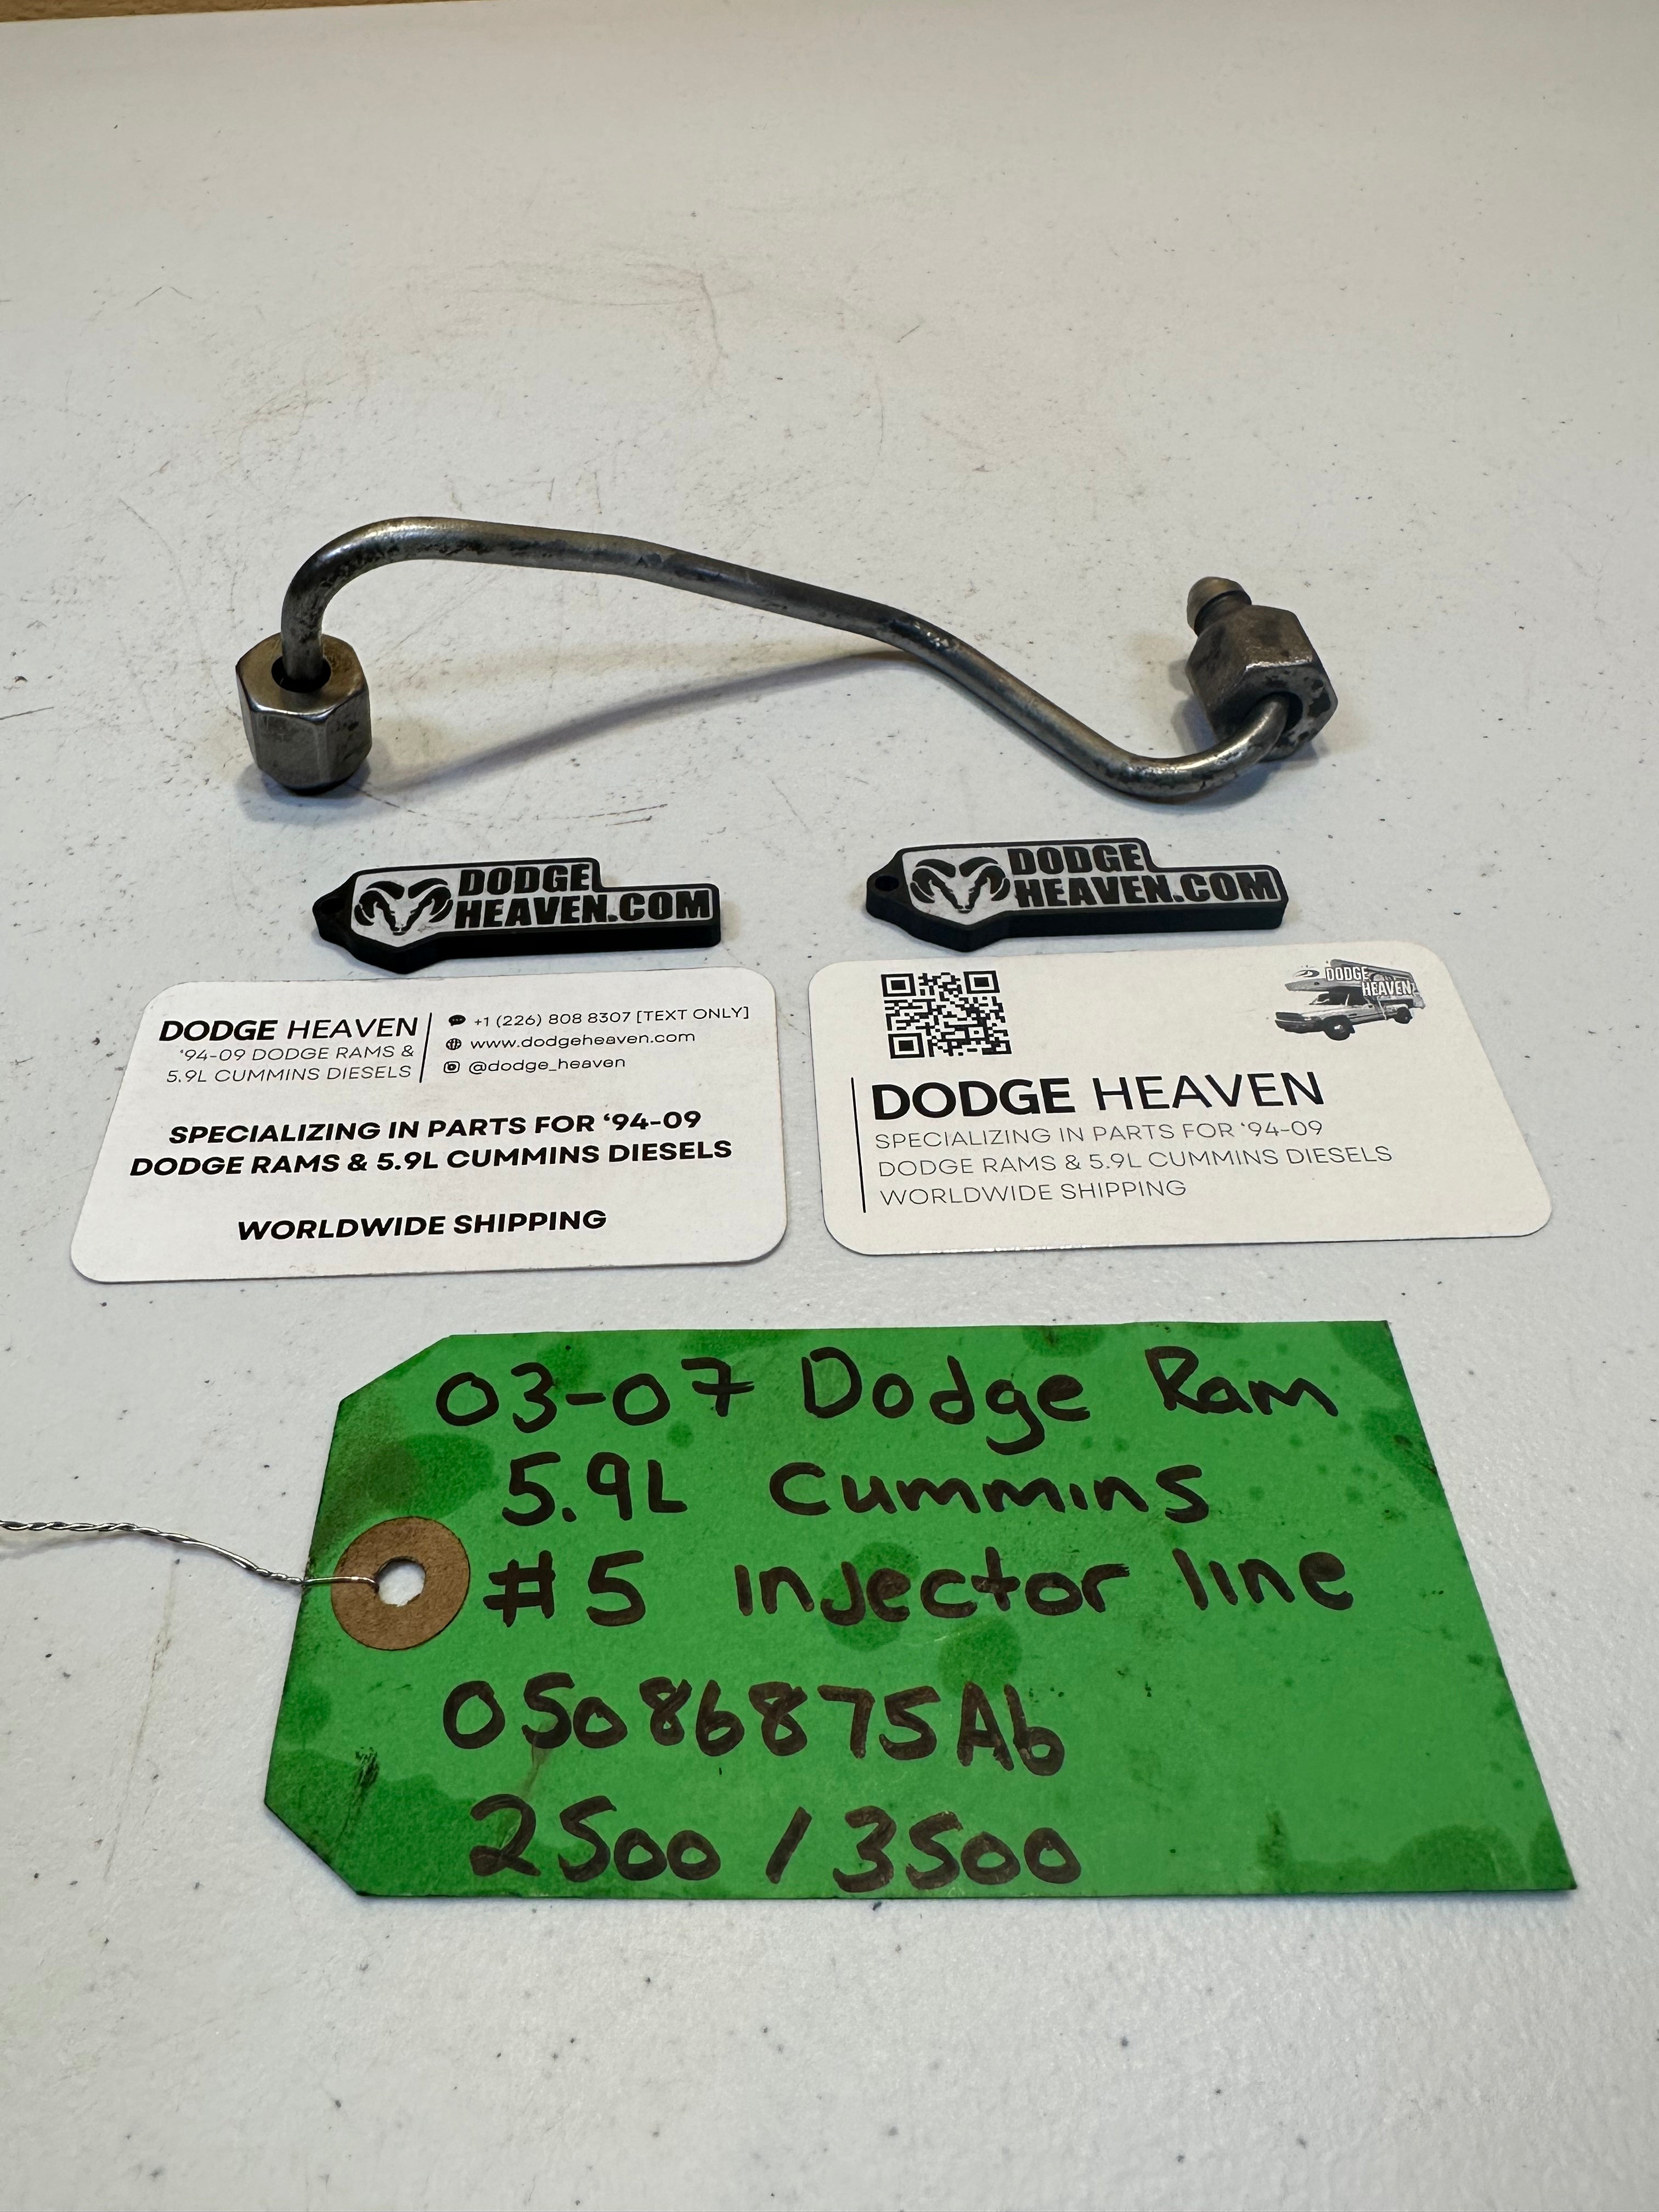 DODGE
HEAVEN.COM
DODGE
HEAVEN.COM
DODGE HEAVEN
'94-09 DODGE RAMS &
5.9L CUMMINS DIESELS
+1 (226) 808 8307 [TEXT ONLY]
www.dodgeheaven.com
@dodge_heaven
SPECIALIZING IN PARTS FOR '94-09
DODGE RAMS & 5.9L CUMMINS DIESELS
WORLDWIDE SHIPPING
DODGE
HEAVEN
DODGE HEAVEN
SPECIALIZING IN PARTS FOR '94-09
DODGE RAMS & 5.9L CUMMINS DIESELS
WORLDWIDE SHIPPING
03-07 Dodge Ram
5.9L Cummins
#5 injector line
05086875Ab
2500 / 3500